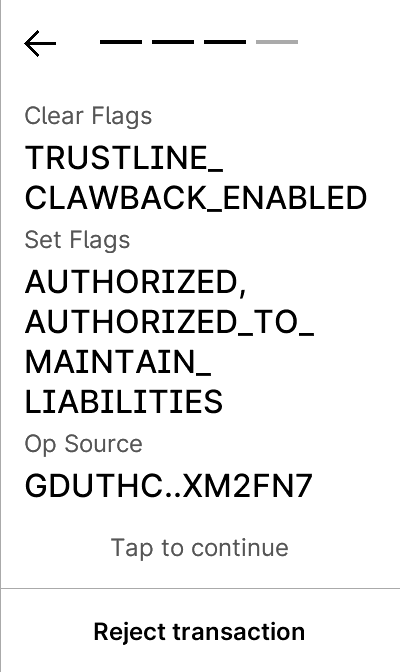 Clear Flags
TRUSTLINE_
CLAWBACK_ENABLED
Set Flags
AUTHORIZED,
AUTHORIZED_TO_
MAINTAIN_
LIABILITIES
Op Source
GDUTHC..XM2FN7
Tap to continue
Reject transaction